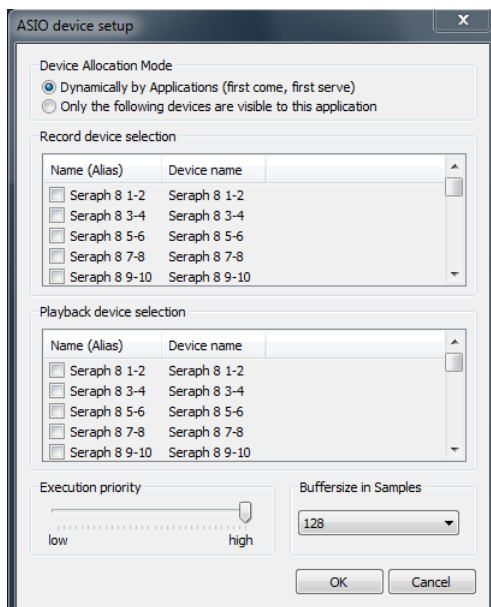 ASIO device setup
X
Device Allocation Mode
Dynamically by Applications (first come, first serve)
Only the following devices are visible to this application
Record device selection
Name (Alias) Device name
Seraph 8 1-2 Seraph 8 1-2
Seraph 8 3-4 Seraph 8 3-4
Seraph 8 5-6 Seraph 8 5-6
Seraph 8 7-8 Seraph 8 7-8
Seraph 8 9-10 Seraph 8 9-10
Playback device selection
Name (Alias) Device name
Seraph 8 1-2 Seraph 8 1-2
Seraph 8 3-4 Seraph 8 3-4
Seraph 8 5-6 Seraph 8 5-6
Seraph 8 7-8 Seraph 8 7-8
Seraph 8 9-10 Seraph 8 9-10
Execution priority Buffersize in Samples
128
low high
OK Cancel